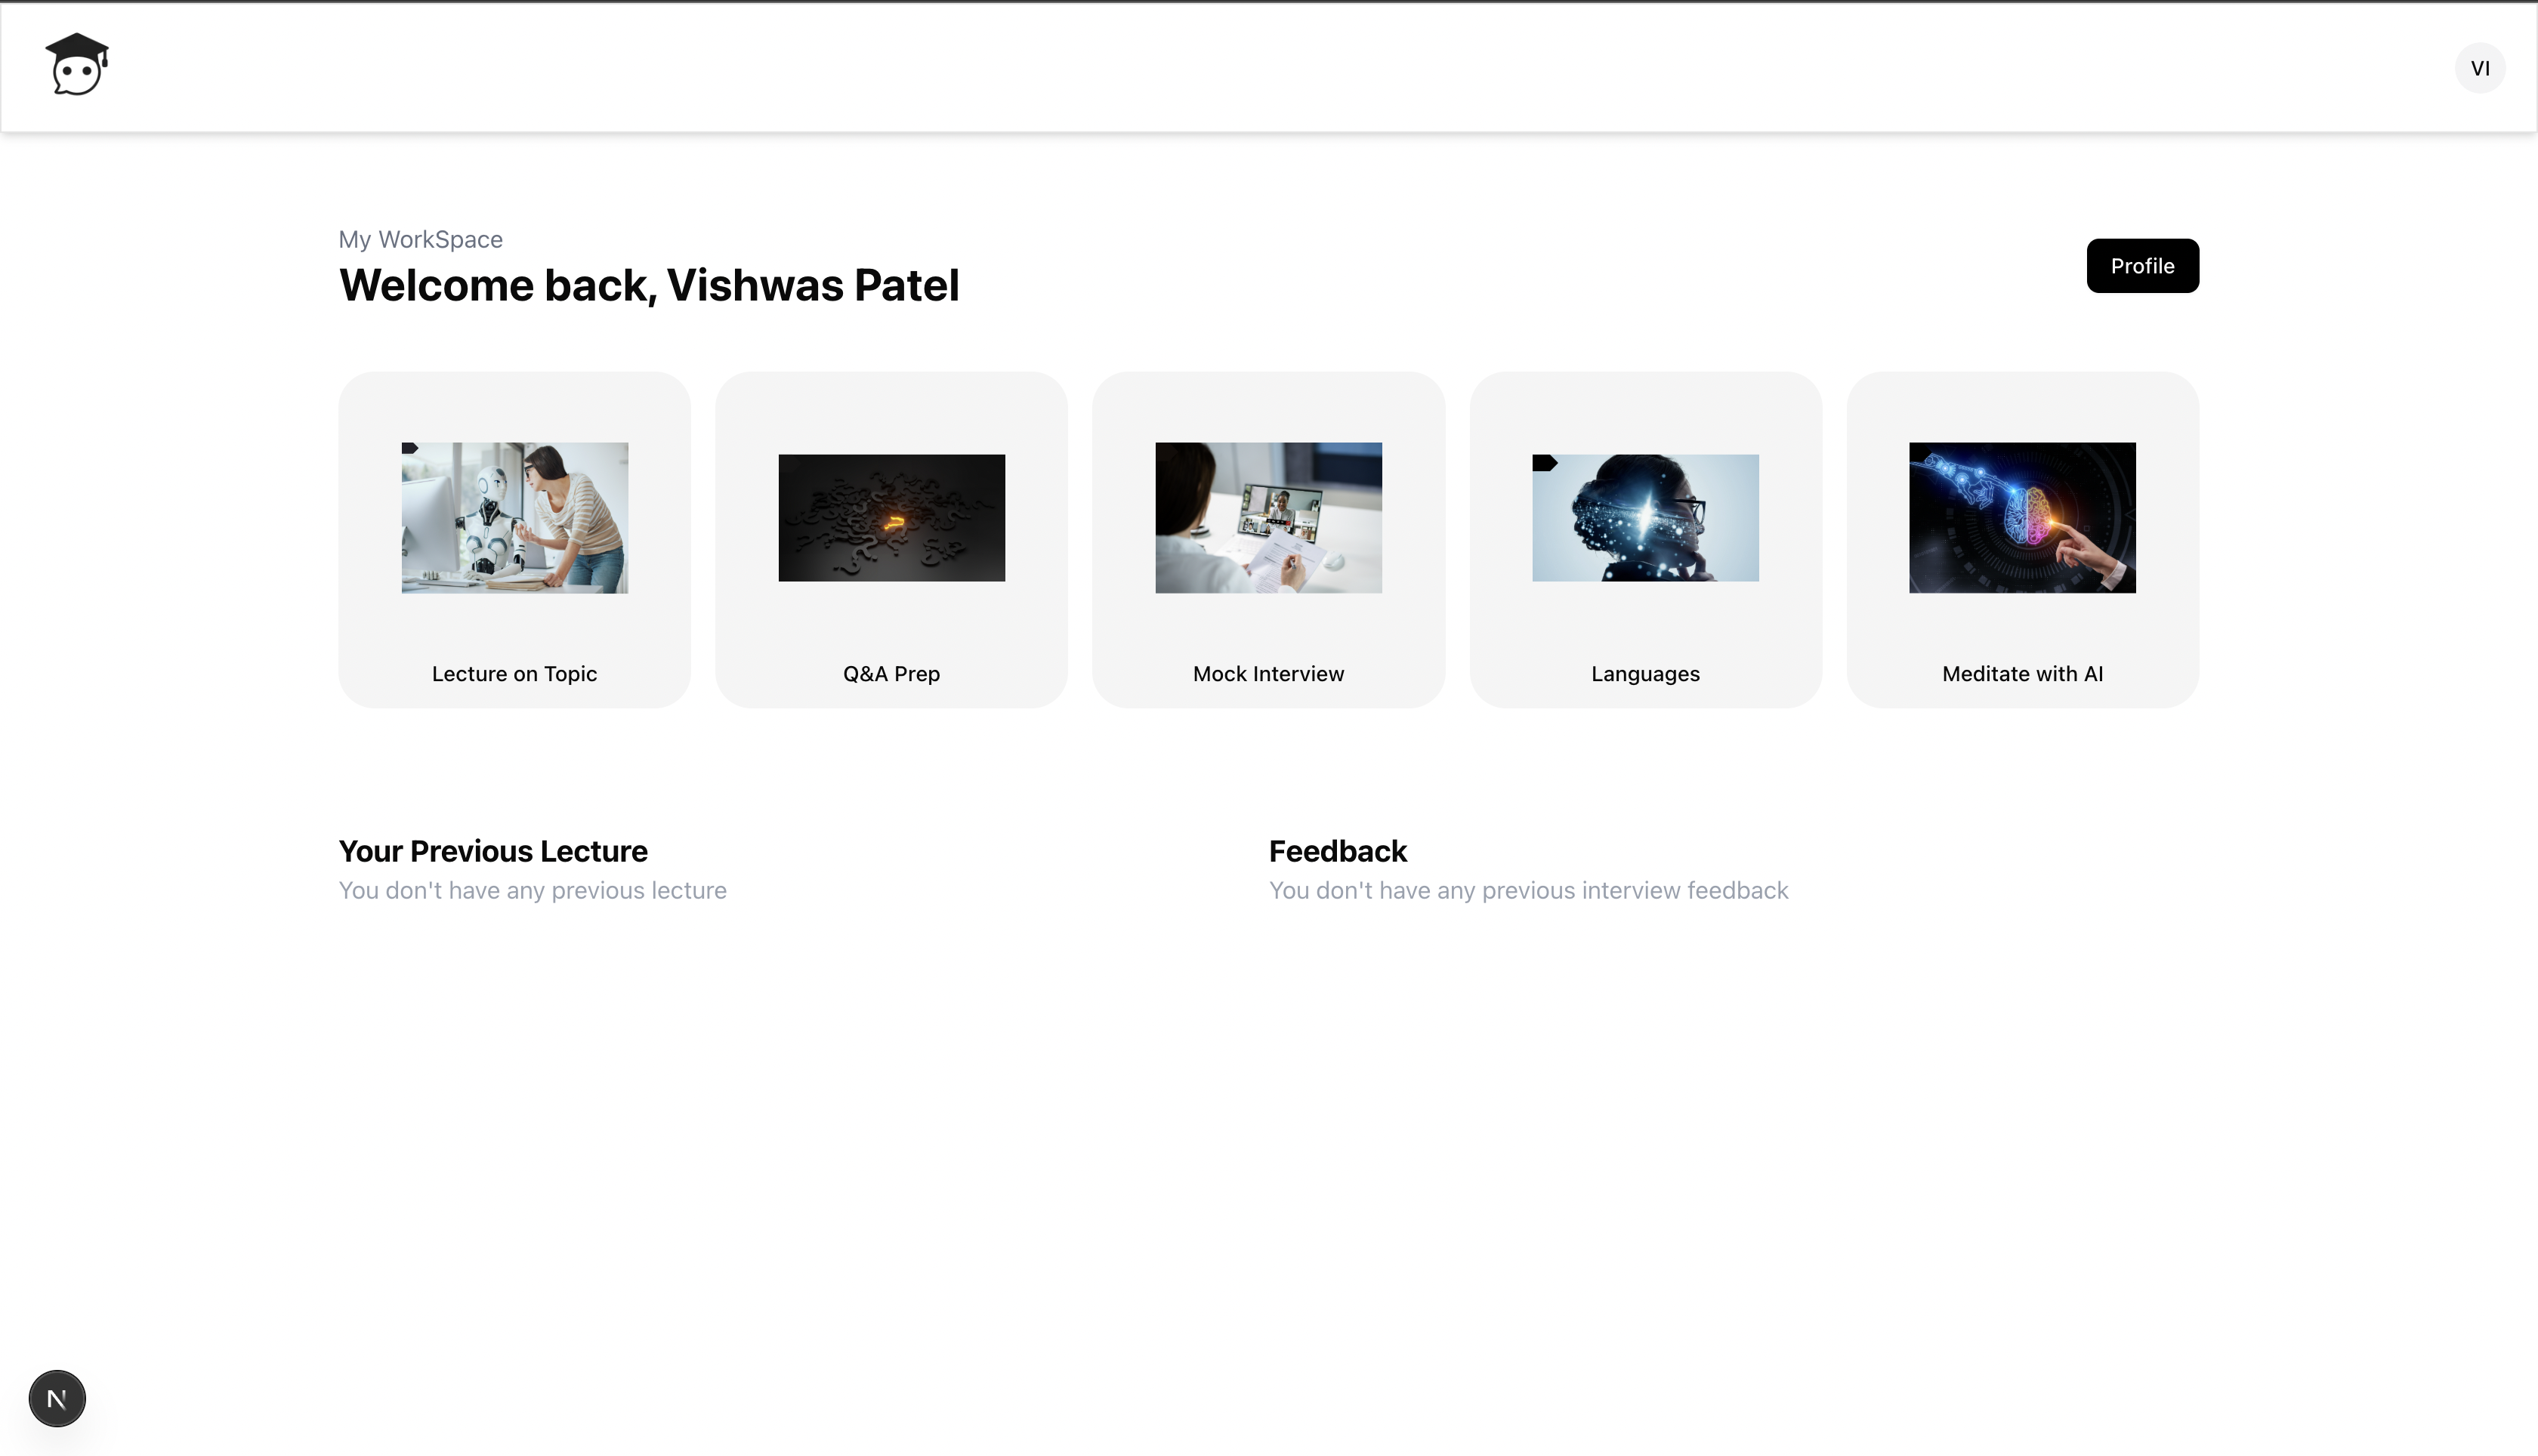 VI
My WorkSpace
Welcome back, Vishwas Patel
Profile
Lecture on Topic
Q&A Prep
Mock Interview
Languages
Meditate with AI
Your Previous Lecture
You don't have any previous lecture
Feedback
You don't have any previous interview feedback
N